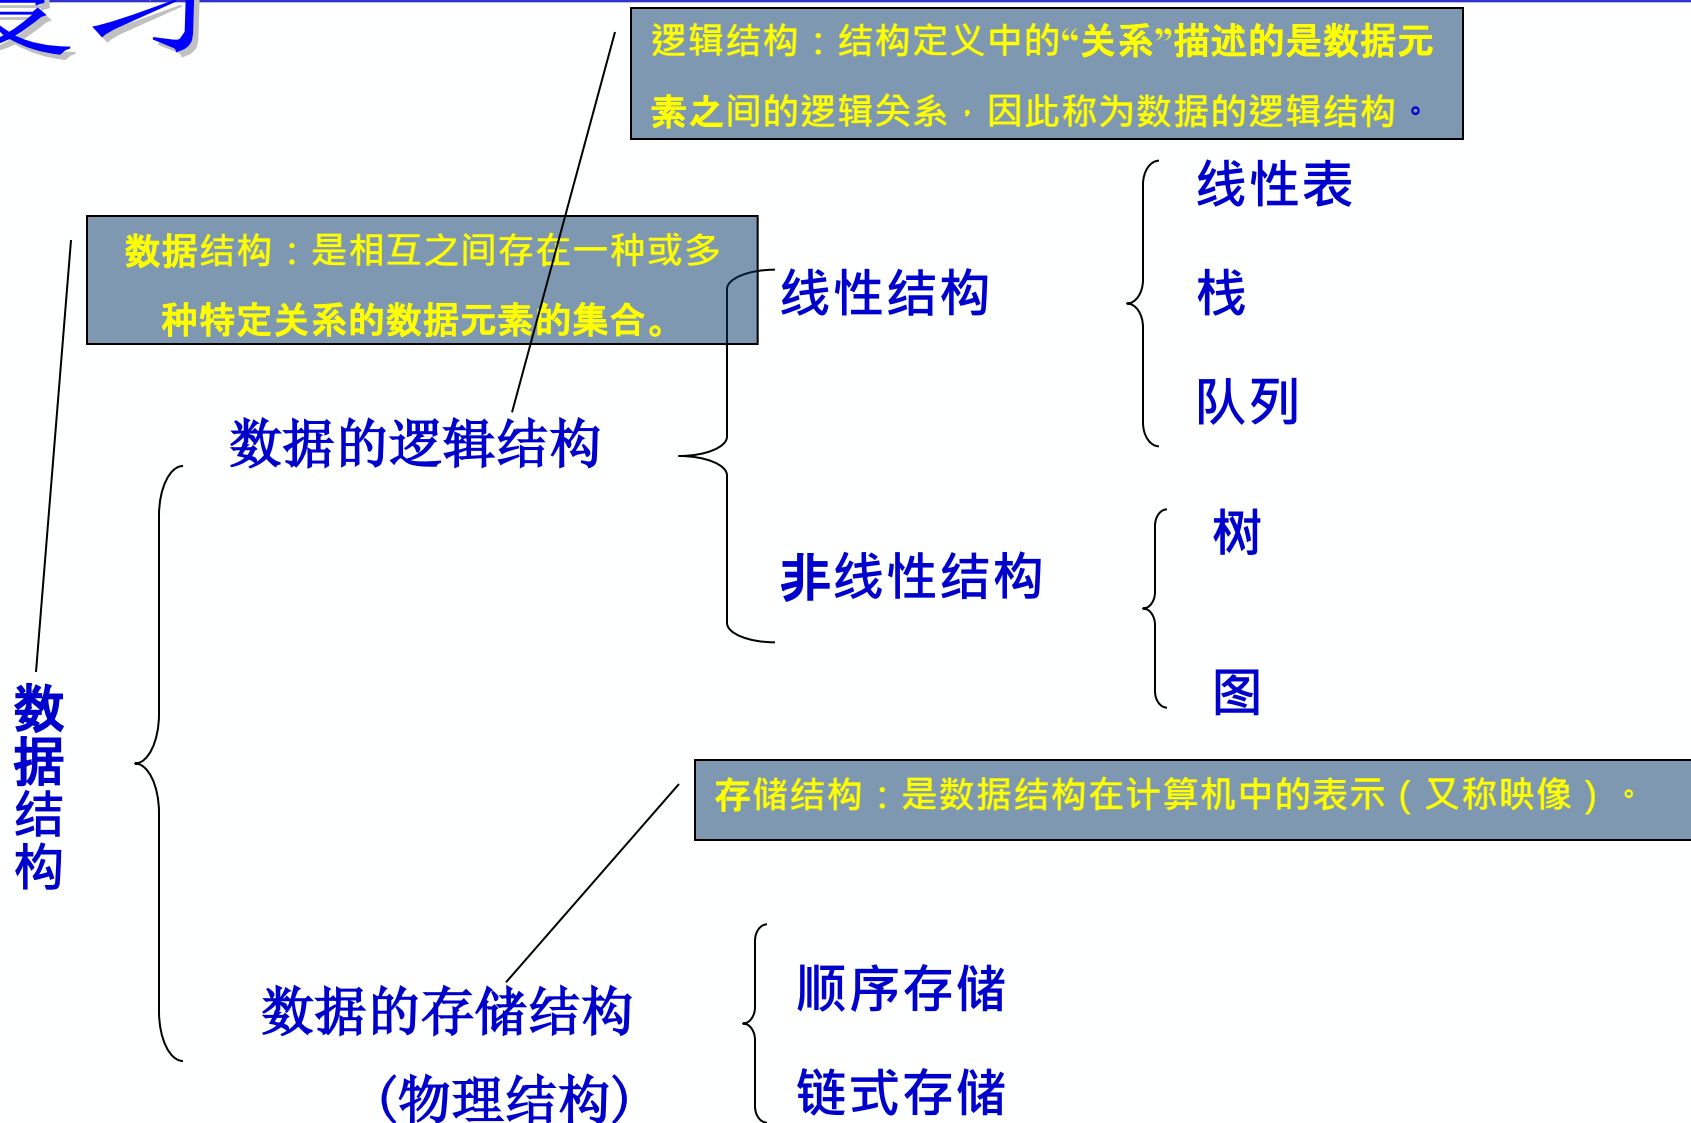 复习
逻辑结构：结构定义中的“关系”描述的是数据元
素之间的逻辑关系，因此称为数据的逻辑结构。
线性表
数据结构：是相互之间存在一种或多
种特定关系的数据元素的集合。
线性结构
栈
队列
数据的逻辑结构
树
非线性结构
图
数据结构
存储结构：是数据结构在计算机中的表示（又称映像）。
顺序存储
数据的存储结构
(物理结构)
链式存储